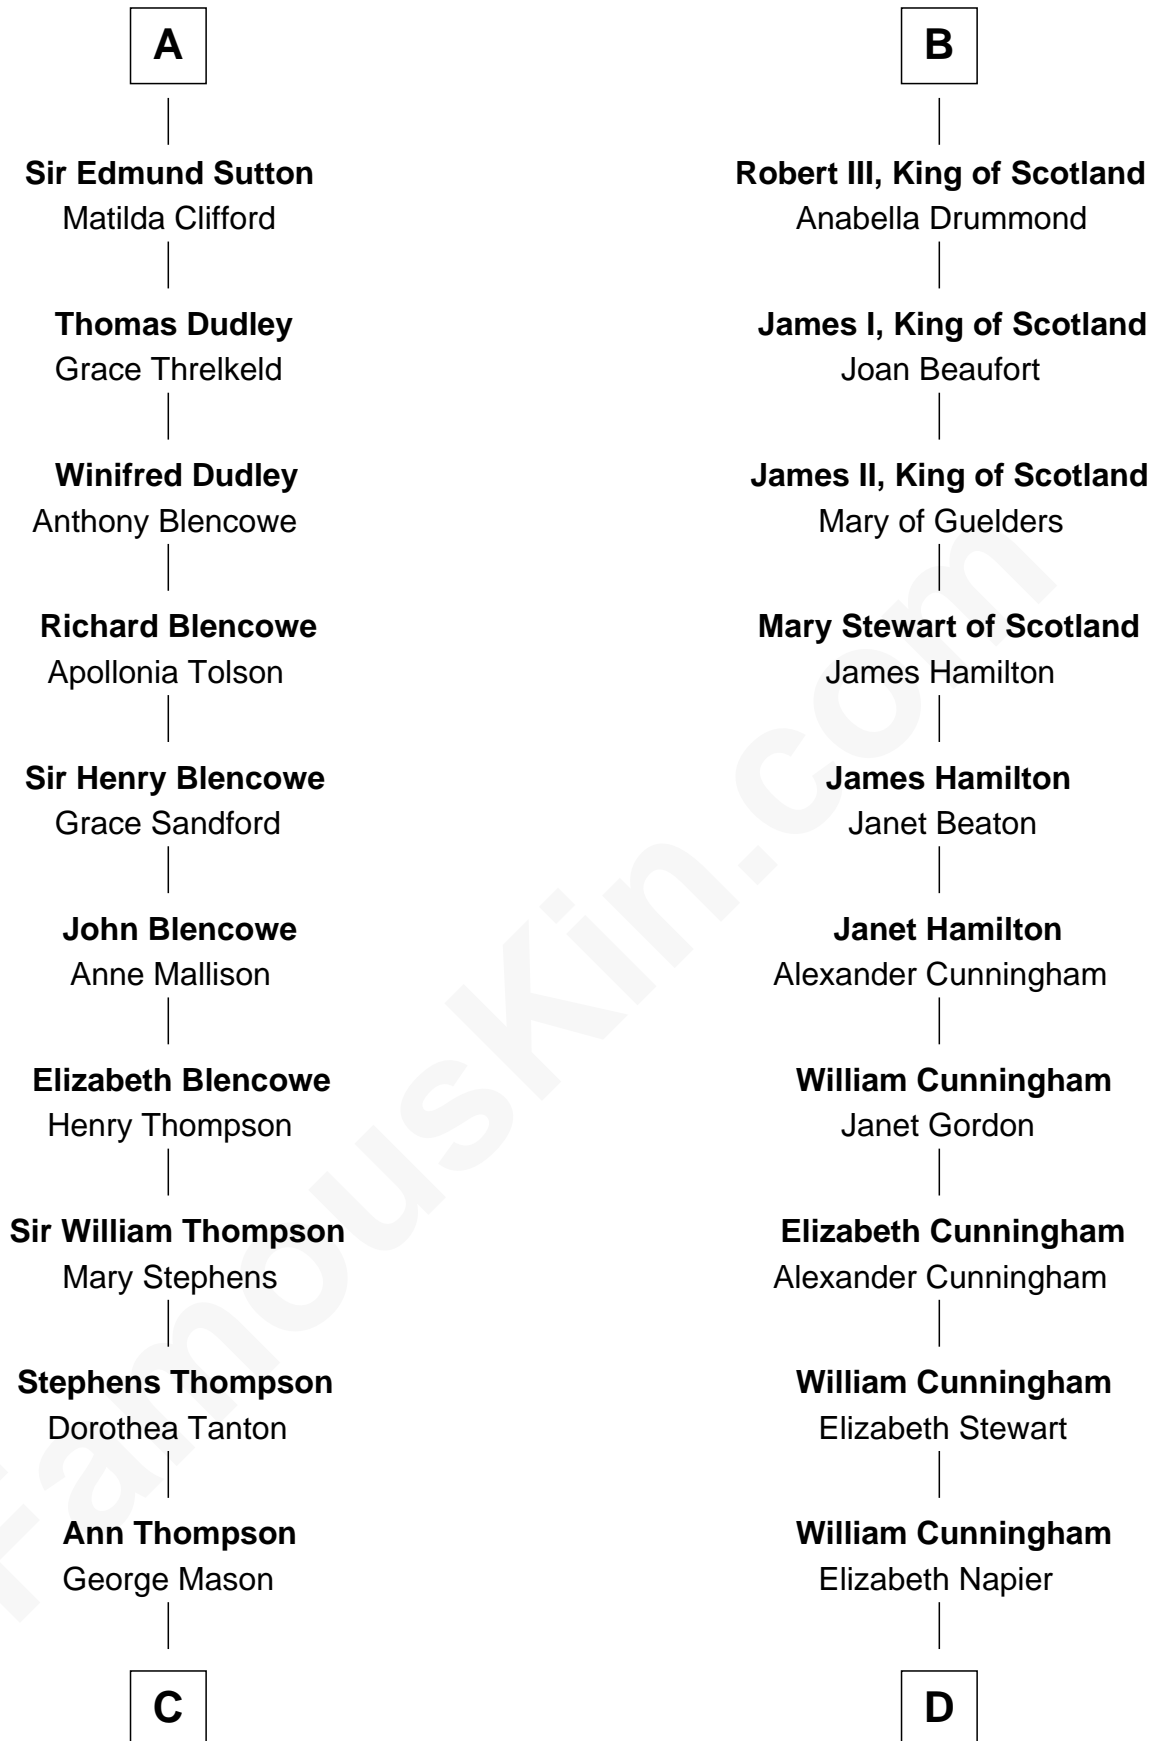 A
Sir Edmund Sutton
Matilda Clifford
Thomas Dudley
Grace Threlkeld
Winifred Dudley
Anthony Blencowe
Richard Blencowe
Apollonia Tolson
Sir Henry Blencowe
Grace Sandford
John Blencowe
Anne Mallison
Elizabeth Blencowe
Henry Thompson
Sir William Thompson
Mary Stephens
Stephens Thompson
Dorothea Tanton
Ann Thompson
George Mason
C
B
Robert III, King of Scotland
Anabella Drummond
James I, King of Scotland
Joan Beaufort
James II, King of Scotland
Mary of Guelders
Mary Stewart of Scotland
James Hamilton
James Hamilton
Janet Beaton
Janet Hamilton
Alexander Cunningham
William Cunningham
Janet Gordon
Elizabeth Cunningham
Alexander Cunningham
William Cunningham
Elizabeth Stewart
William Cunningham
Elizabeth Napier
D
FamousKin.com